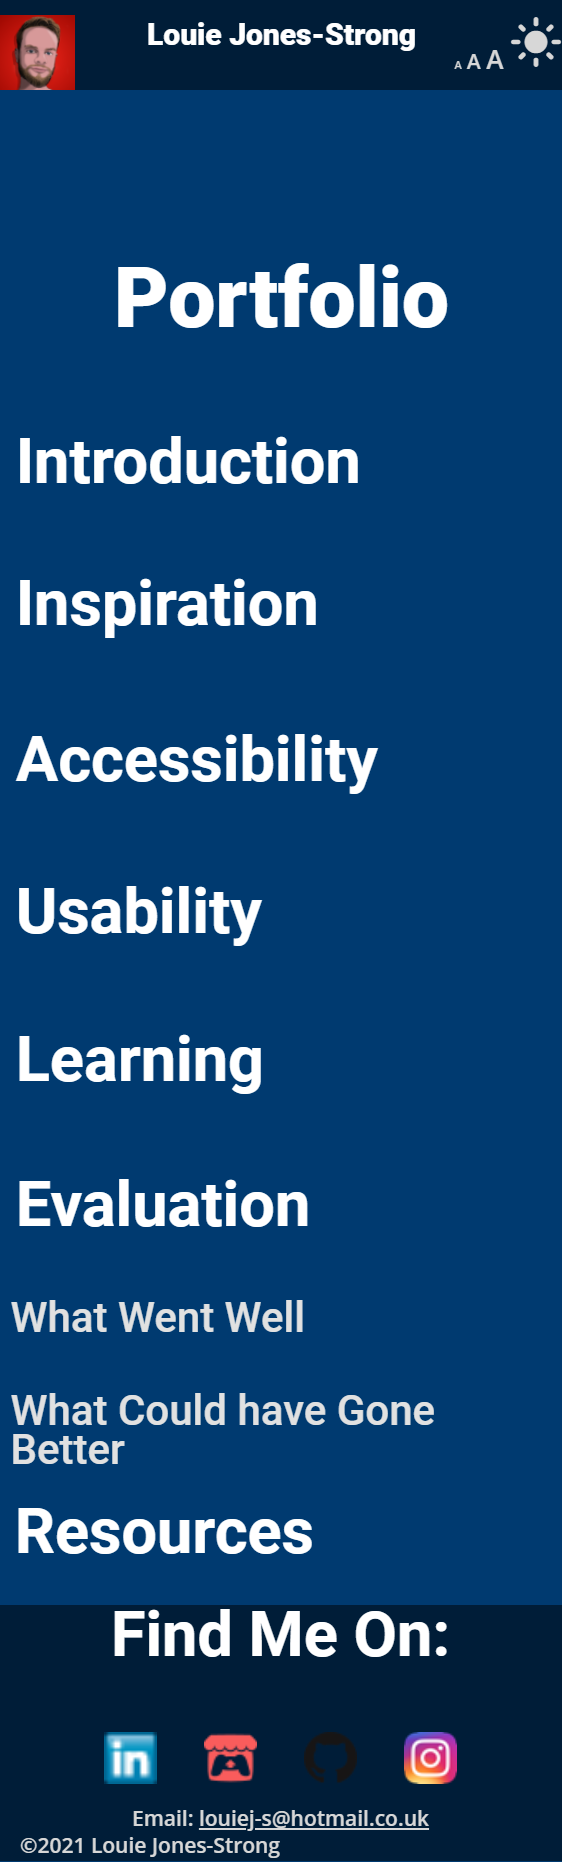 Louie Jones-Strong
A A A
Portfolio
Introduction
Inspiration
Accessibility
Usability
Learning
Evaluation
What Went Well
What Could have Gone
Better
Resources
Find Me On:
in
Email: louiej-s@hotmail.co.uk
©2021 Louie Jones-Strong